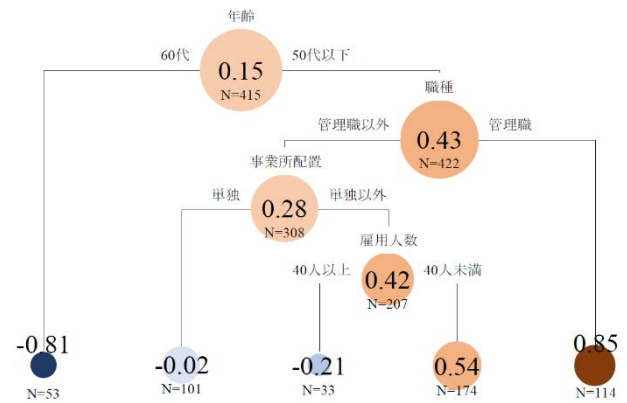 年齢
60代
50代以下
0.15
N=415
職種
管理職以外
管理職
0.43
N=422
事業所配置
単独
単独以外
0.28
N=308
雇用人数
40人以上
40人未満
0.42
N=207
-0.81
-0.02
-0.21
0.54
0.85
N=53
N=101
N=33
N=174
N=114